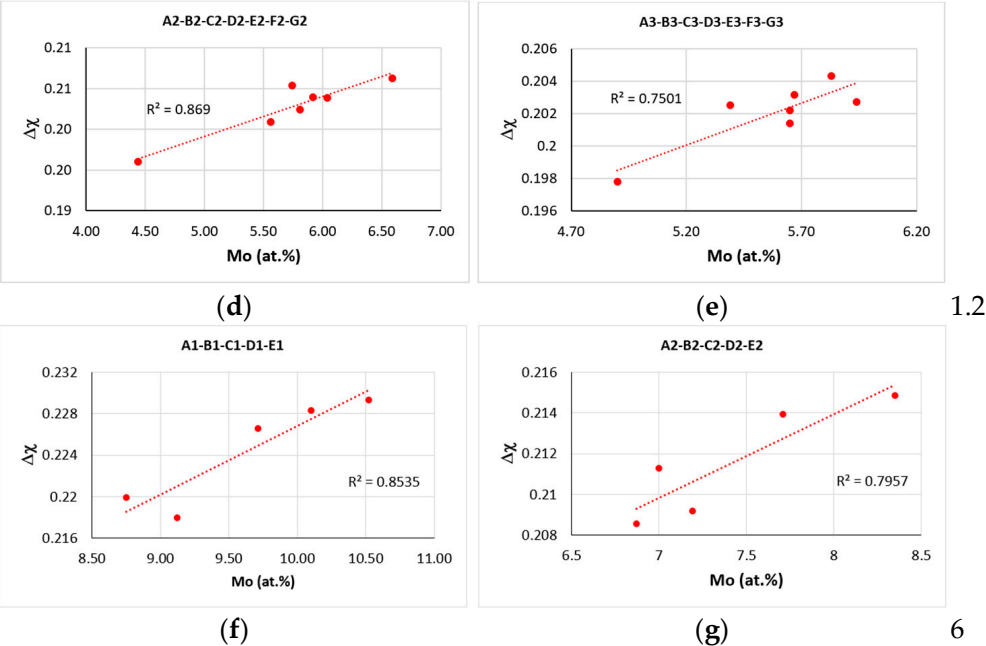 A2-B2-C2-D2-E2-F2-G2
0.21
0.21
0.20
0.20
0.19
Δχ
R² = 0.869
4.00 4.50 5.00 5.50 6.00 6.50 7.00
Mo (at.%)
(d)
A3-B3-C3-D3-E3-F3-G3
0.206
0.204
0.202
0.2
0.198
0.196
Δχ
R² = 0.7501
4.70 5.20 5.70 6.20
Mo (at.%)
(e)
1.2
A1-B1-C1-D1-E1
0.232
0.228
0.224
0.22
0.216
Δχ
R² = 0.8535
8.50 9.00 9.50 10.00 10.50 11.00
Mo (at.%)
(f)
A2-B2-C2-D2-E2
0.216
0.214
0.212
0.21
0.208
Δχ
R² = 0.7957
6.5 7 7.5 8 8.5
Mo (at.%)
(g)
6